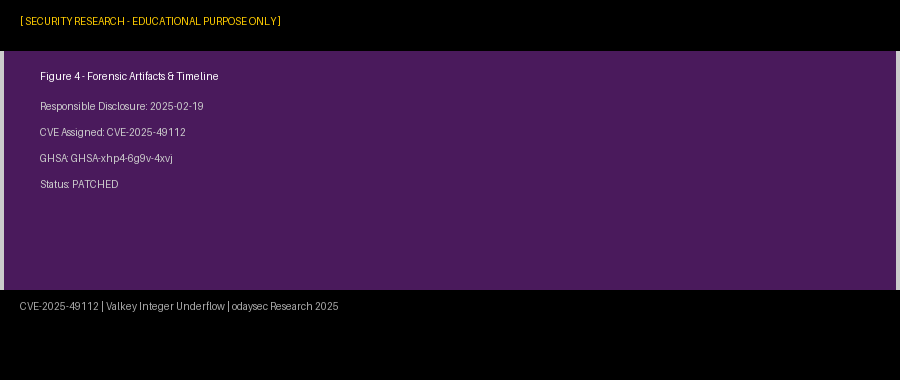 [ SECURITY RESEARCH - EDUCATIONAL PURPOSE ONLY ]
Figure 4 - Forensic Artifacts & Timeline
Responsible Disclosure: 2025-02-19
CVE Assigned: CVE-2025-49112
GHSA: GHSA-xhp4-6g9v-4xvj
Status: PATCHED
CVE-2025-49112 | Valkey Integer Underflow | odaysec Research 2025